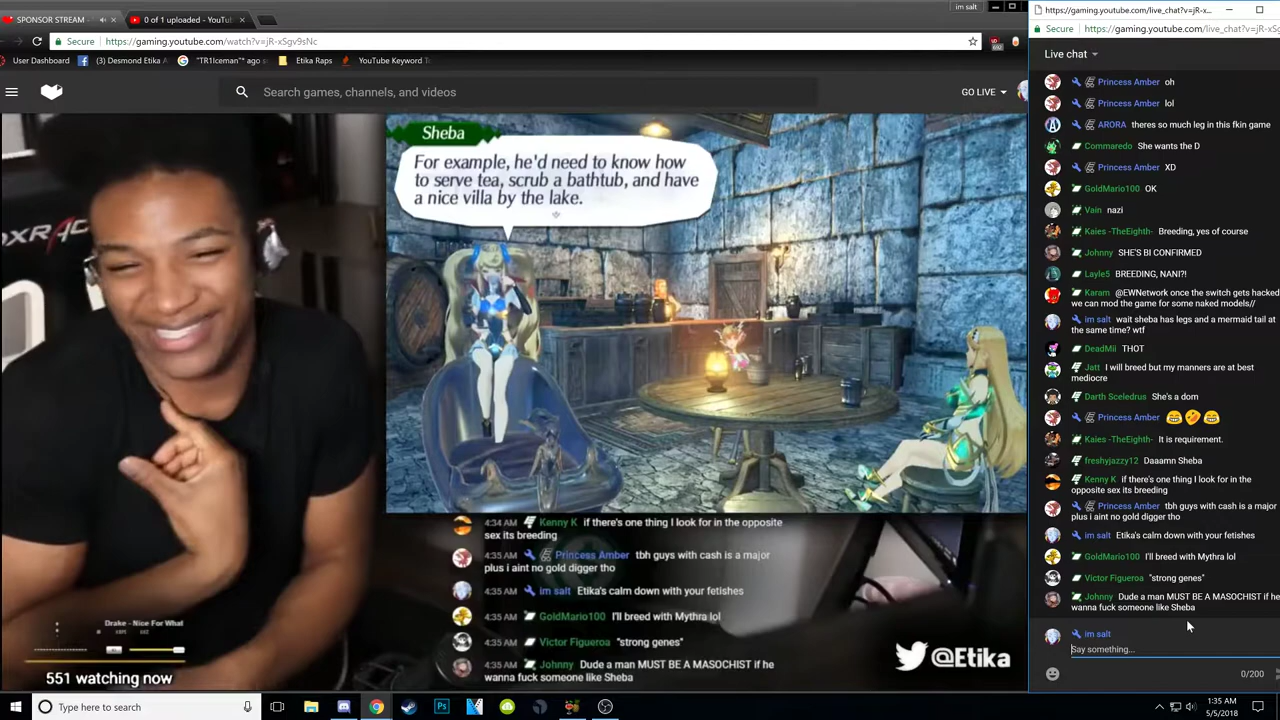 SPONSOR STREAM -
0 of 1 uploaded - YouTu
im salt
https://gaming.youtube.com/live_chat?v=jR-x...
Secure
https://gaming.youtube.com/watch?v=jR-xSgv9sNc
Secure
https://gaming.youtube.com/live_chat?v=jR-xSg
User Dashboard
(3) Desmond Etika A
"TR1Iceman"* ago s
Etika Raps
YouTube Keyword To
Live chat
Search games, channels, and videos
GO LIVE
Sheba
For example, he'd need to know how
to serve tea, scrub a bathtub, and have
a nice villa by the lake.
DXRAC
Princess Amber oh
Princess Amber lol
ARORA theres so much leg in this fkin game
Commaredo She wants the D
Princess Amber XD
GoldMario100 OK
Vain nazi
Kaies -TheEighth- Breeding, yes of course
Johnny SHE'S BI CONFIRMED
Layle5 BREEDING, NANI?!
Karam @EWNetwork once the switch gets hacked
we can mod the game for some naked models//
im salt wait sheba has legs and a mermaid tail at
the same time? wtf
DeadMii THOT
Jatt I will breed but my manners are at best
mediocre
Darth Sceledrus She's a dom
Princess Amber 😂🤣😂
Kaies -TheEighth- It is requirement.
freshyjazzy12 Daaamn Sheba
Kenny K if there's one thing I look for in the
opposite sex its breeding
Princess Amber tbh guys with cash is a major
plus i aint no gold digger tho
im salt Etika's calm down with your fetishes
GoldMario100 I'll breed with Mythra lol
Victor Figueroa "strong genes"
Johnny Dude a man MUST BE A MASOCHIST if he
wanna fuck someone like Sheba
im salt
Say something...
0/200
4:34 AM Kenny K if there's one thing I look for in the opposite
sex its breeding
4:35 AM Princess Amber tbh guys with cash is a major
plus i aint no gold digger tho
4:35 AM im salt Etika's calm down with your fetishes
4:35 AM GoldMario100 I'll breed with Mythra lol
4:35 AM Victor Figueroa "strong genes"
4:35 AM Johnny Dude a man MUST BE A MASOCHIST if he
wanna fuck someone like Sheba
Drake - Nice For What
551 watching now
@Etika
Type here to search
1:35 AM
5/5/2018